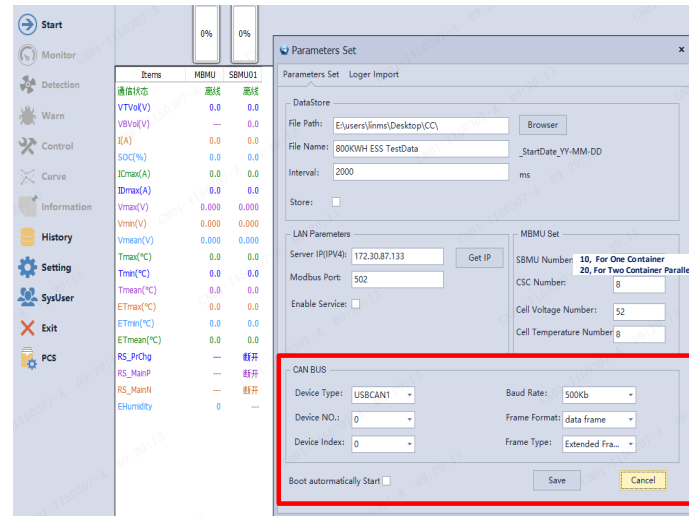 Start
Monitor
Detection
Warn
Control
Curve
Information
History
Setting
SysUser
Exit
PCS
0% 0%
Items MBMU SBMU01
通信状态 离线 离线
VTVol(V) 0.0 0.0
VBVol(V) --- 0.0
I(A) 0.0 0.0
SOC(%) 0.0 0.0
ICmax(A) 0.0 0.0
IDmax(A) 0.0 0.0
Vmax(V) 0.000 0.000
Vmin(V) 0.000 0.000
Vmean(V) 0.000 0.000
Tmax(℃) 0.0 0.0
Tmin(℃) 0.0 0.0
Tmean(℃) 0.0 0.0
ETmax(℃) 0.0 0.0
ETmin(℃) 0.0 0.0
ETmean(℃) 0.0 0.0
RS_PrChg --- 断开
RS_MainP --- 断开
RS_MainN --- 断开
EHumidity 0 ---
Parameters Set x
Parameters Set Loger Import
DataStore
File Path: E:\users\linms\Desktop\CC\ Browser
File Name: 800KWH ESS TestData _StartDate_YY-MM-DD
Interval: 2000 ms
Store:
LAN Paremeters
Server IP(IPV4): 172.30.87.133 Get IP
Modbus Port: 502
Enable Service:
MBMU Set
SBMU Number: 10, For One Container
20, For Two Container Paralle
CSC Number: 8
Cell Voltage Number: 52
Cell Temperature Number 8
CAN BUS
Device Type: USBCAN1 Baud Rate: 500Kb
Device NO.: 0 Frame Format: data frame
Device Index: 0 Frame Type: Extended Fra...
Boot autormatically Start Save Cancel